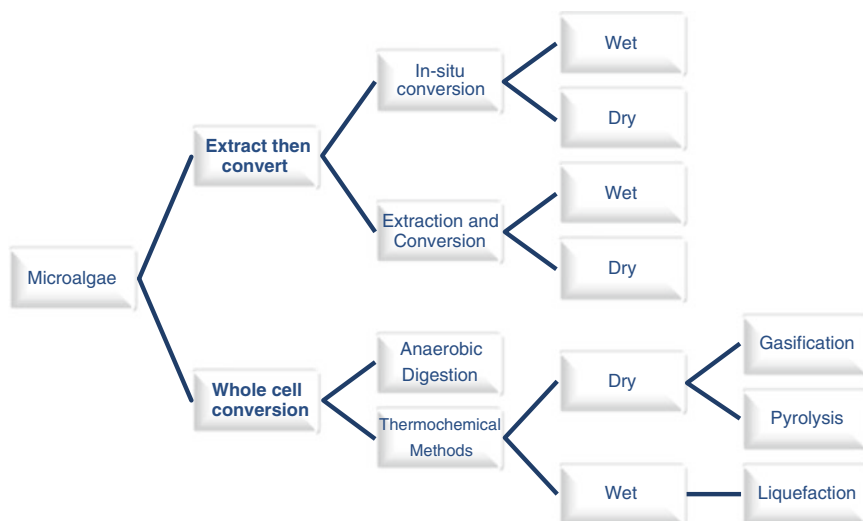 Microalgae
Extract then
convert
In-situ
conversion
Wet
Dry
Extraction and
Conversion
Wet
Dry
Whole cell
conversion
Anaerobic
Digestion
Thermochemical
Methods
Dry
Gasification
Pyrolysis
Wet
Liquefaction